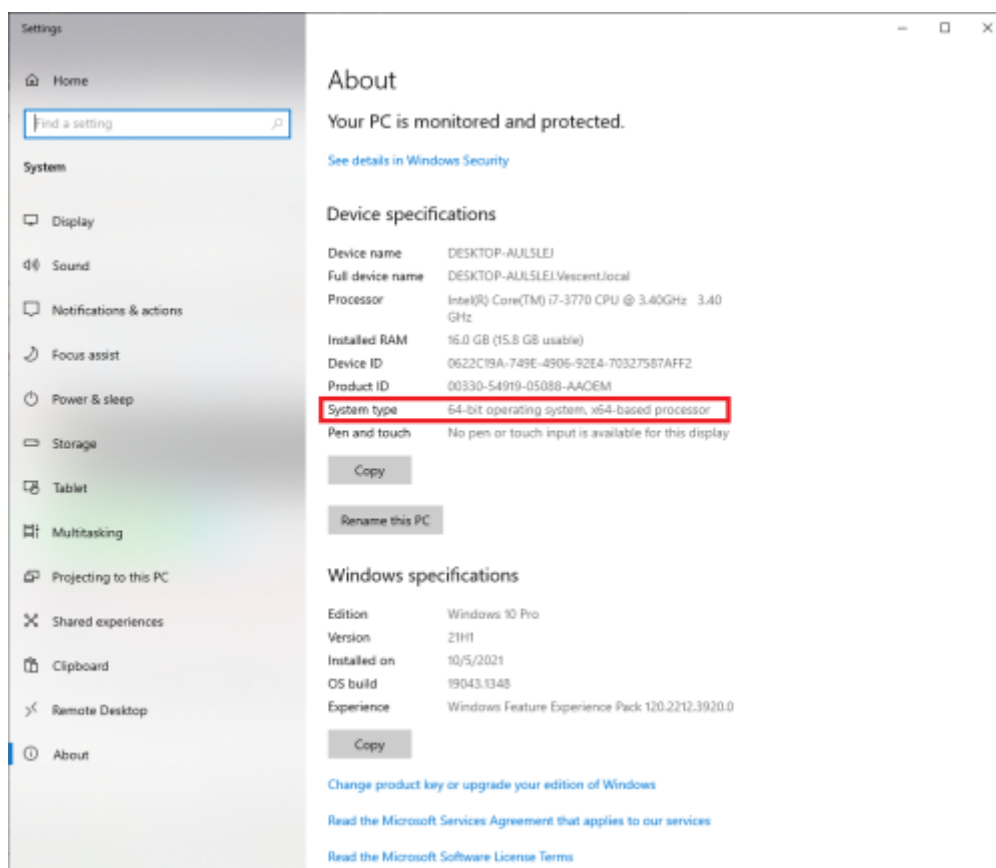 Settings
Home
Find a setting
System
Display
Sound
Notifications & actions
Focus assist
Power & sleep
Storage
Tablet
Multitasking
Projecting to this PC
Shared experiences
Clipboard
Remote Desktop
About
About
Your PC is monitored and protected.
See details in Windows Security
Device specifications
Device name DESKTOP-AUL5LEJ
Full device name DESKTOP-AUL5LEJ.Vescent.local
Processor Intel(R) Core(TM) i7-3770 CPU @ 3.40GHz 3.40
GHz
Installed RAM 16.0 GB (15.8 GB usable)
Device ID 0622C19A-749E-4906-92E4-70327587AFF2
Product ID 00330-54919-05088-AAOEM
System type 64-bit operating system, x64-based processor
Pen and touch No pen or touch input is available for this display
Copy
Rename this PC
Windows specifications
Edition Windows 10 Pro
Version 21H1
Installed on 10/5/2021
OS build 19043.1348
Experience Windows Feature Experience Pack 120.2212.3920.0
Copy
Change product key or upgrade your edition of Windows
Read the Microsoft Services Agreement that applies to our services
Read the Microsoft Software License Terms